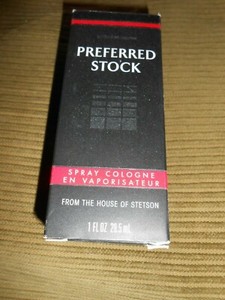 PREFERRED
STOCK
SPRAY COLOGNE
EN VAPORISATEUR
FROM THE HOUSE OF STETSON
1 FL OZ 29.5 mL